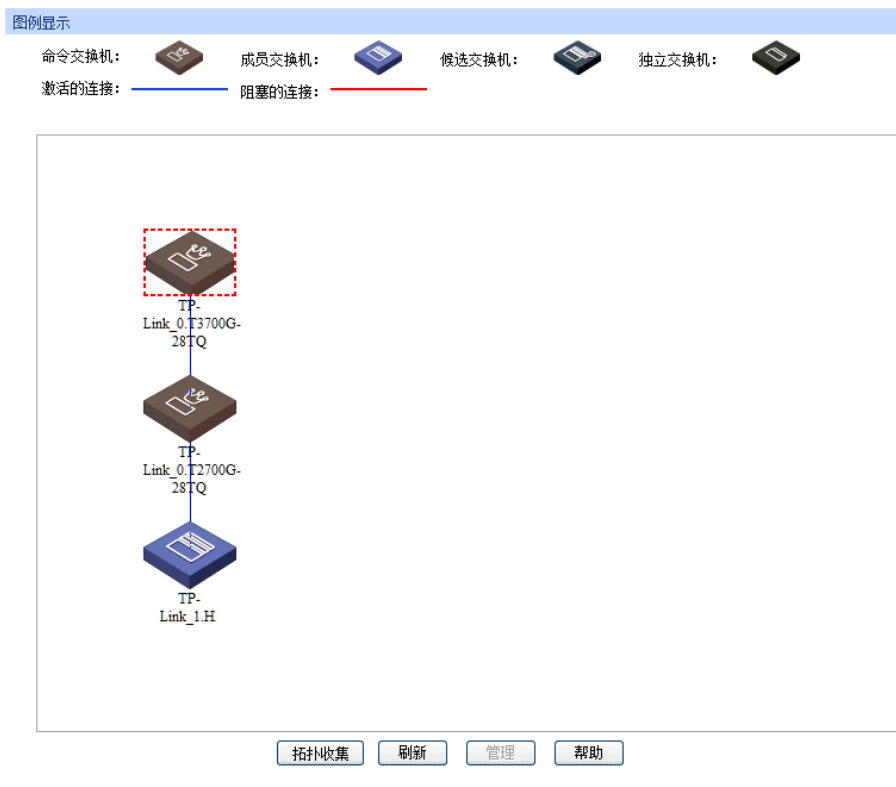 图例显示
命令交换机： 成员交换机： 候选交换机： 独立交换机：
激活的连接： 阻塞的连接：
TP-
Link_0.T3700G-
28TQ
TP-
Link_0.T2700G-
28TQ
TP-
Link_1.H
拓扑收集 刷新 管理 帮助